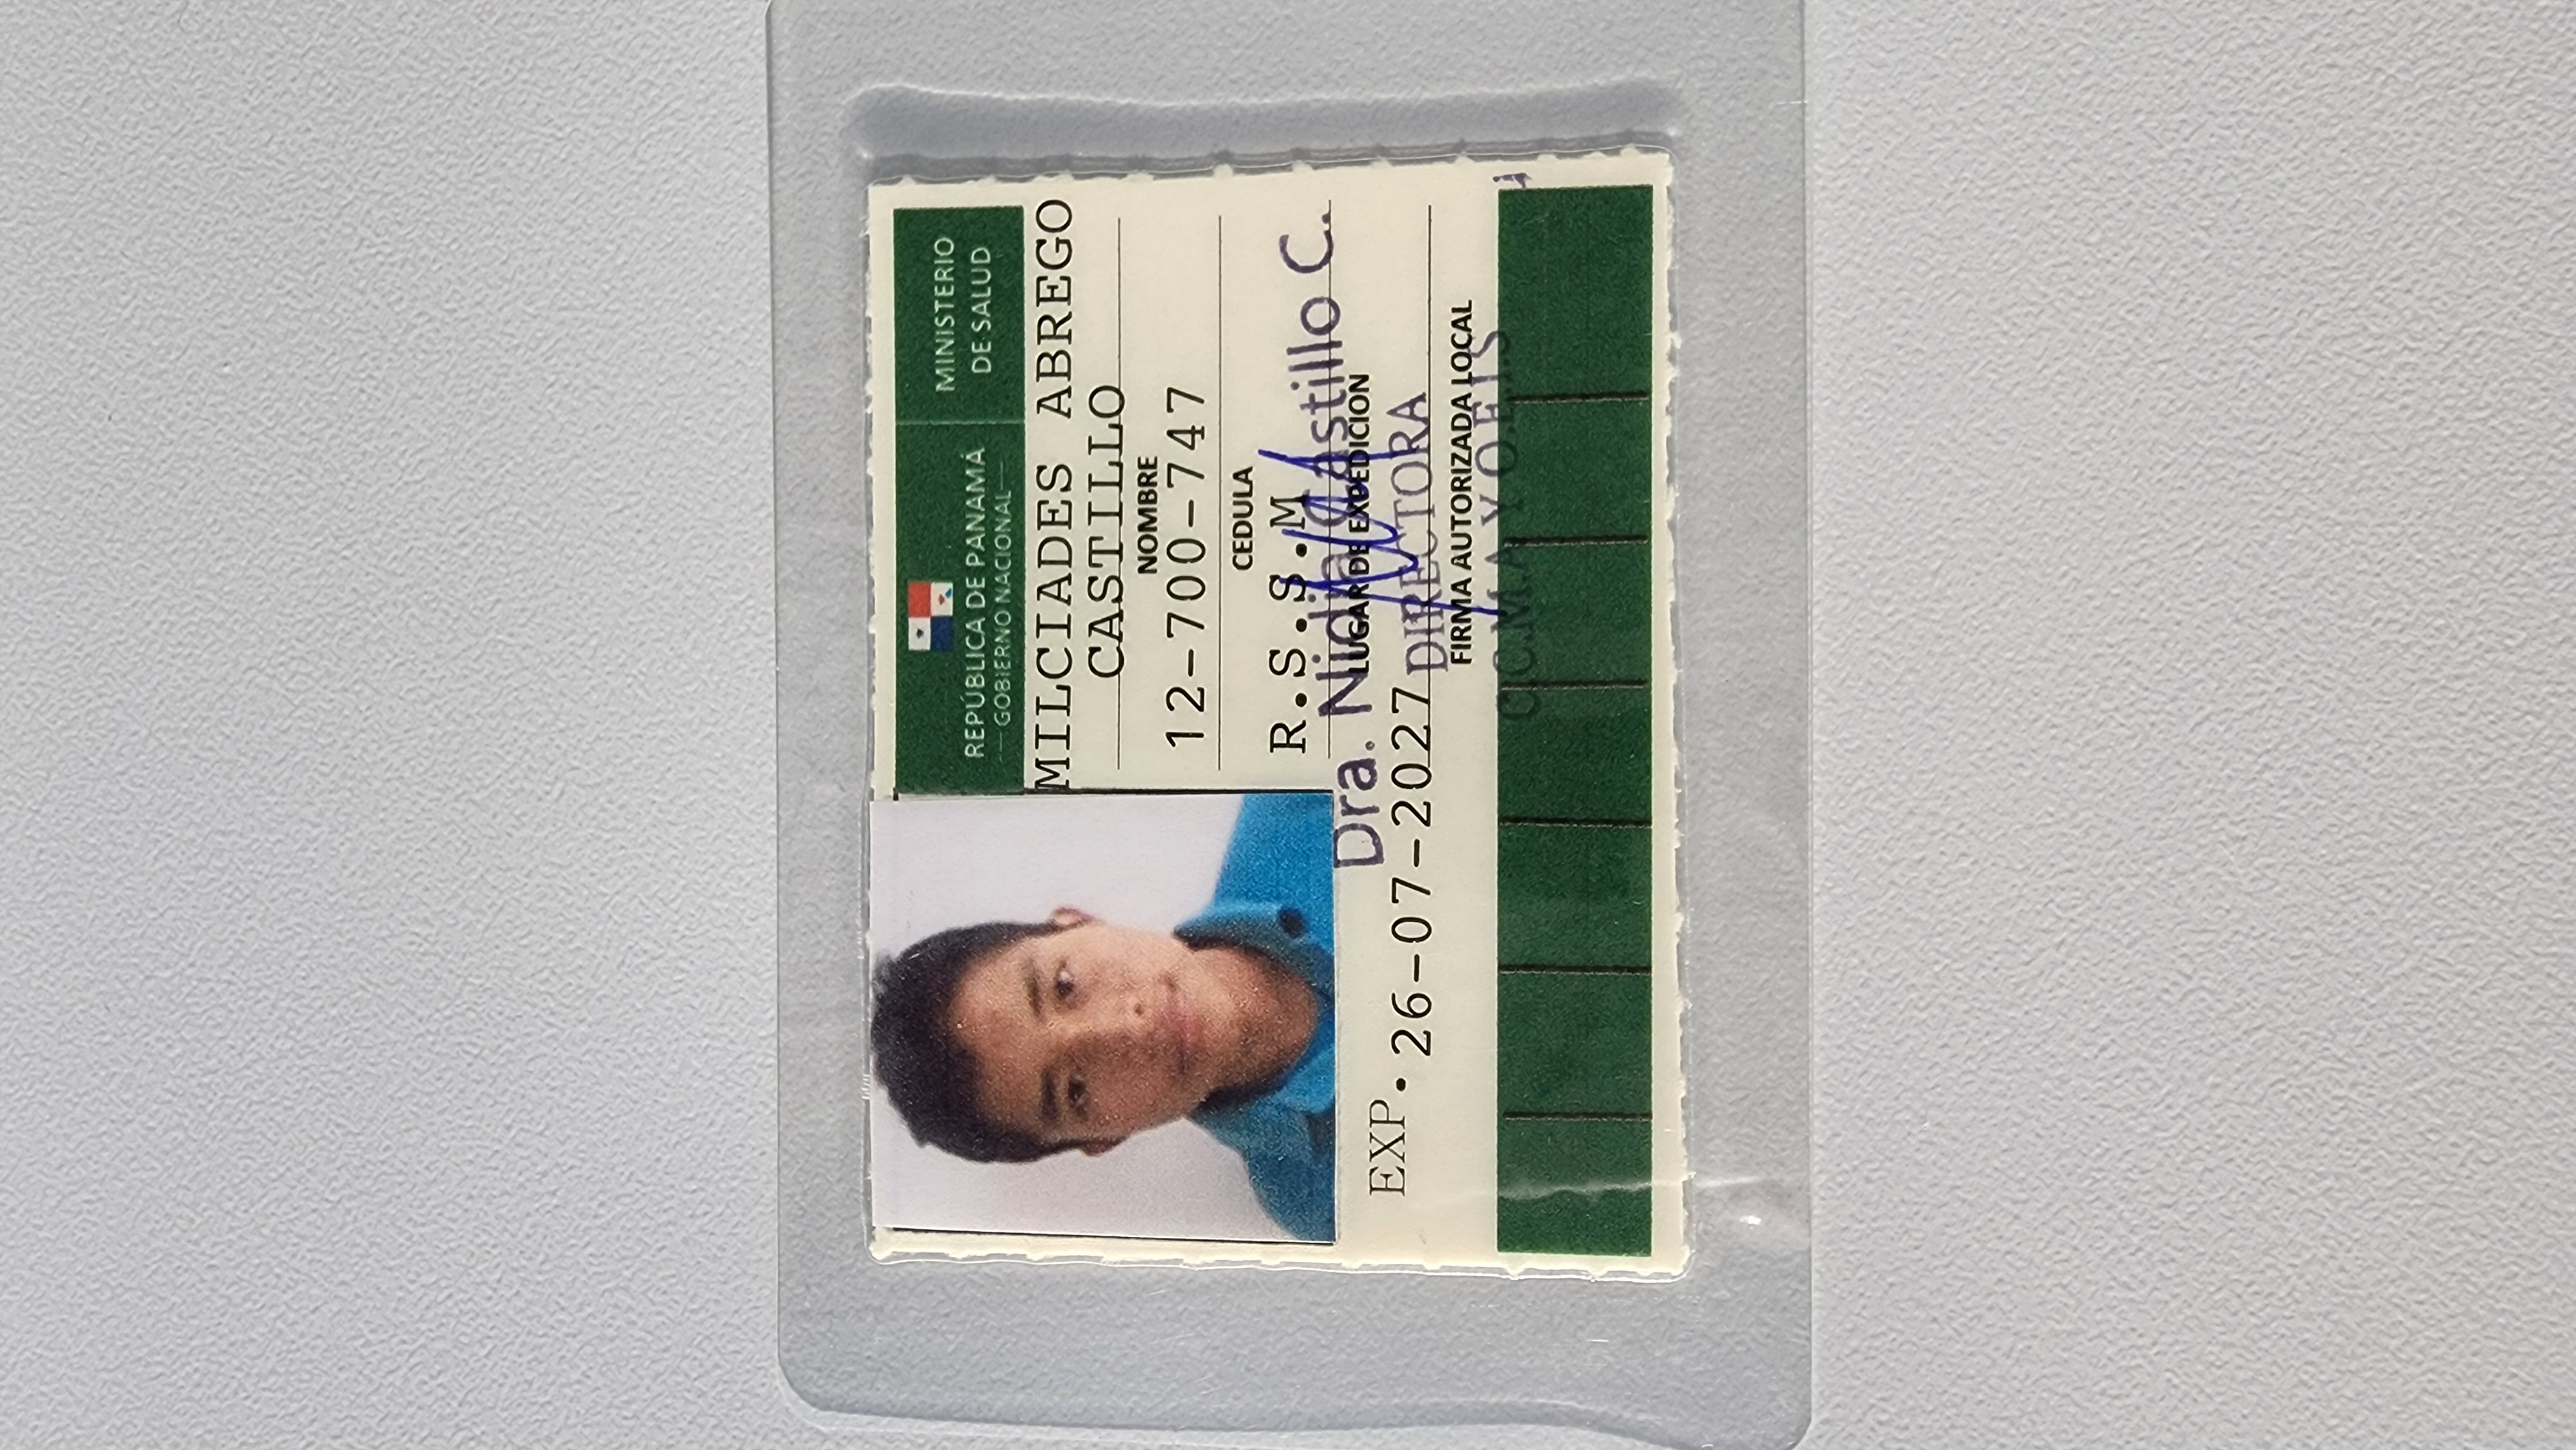 REPÚBLICA DE PANAMÁ
GOBIERNO NACIONAL
MINISTERIO
DE SALUD
MILCIADES ABREGO
CASTILLO
NOMBRE
12-700-747
CEDULA
R.S.S.M
Dra. Nidia Castillo C.
LUGAR DE EXPEDICION
EXP. 26-07-2027
DIRECTORA
FIRMA AUTORIZADA LOCAL
C.C.M.A Y O.E.I.S